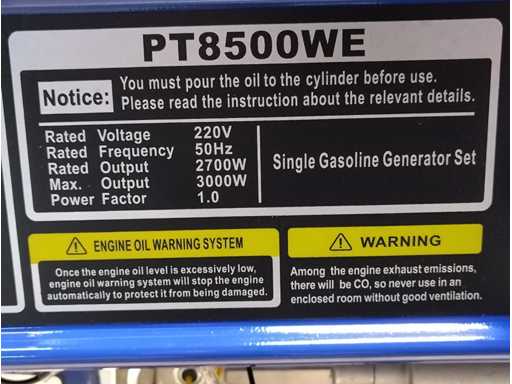 PT8500WE
Notice: You must pour the oil to the cylinder before use.
Please read the instruction about the relevant details.
Rated Voltage 220V
Rated Frequency 50Hz
Rated Output 2700W
Max. Output 3000W
Power Factor 1.0
Single Gasoline Generator Set
ENGINE OIL WARNING SYSTEM
Once the engine oil level is excessively low,
engine oil warning system will stop the engine
automatically to protect it from being damaged.
WARNING
Among the engine exhaust emissions,
there will be CO, so never use in an
enclosed room without good ventilation.